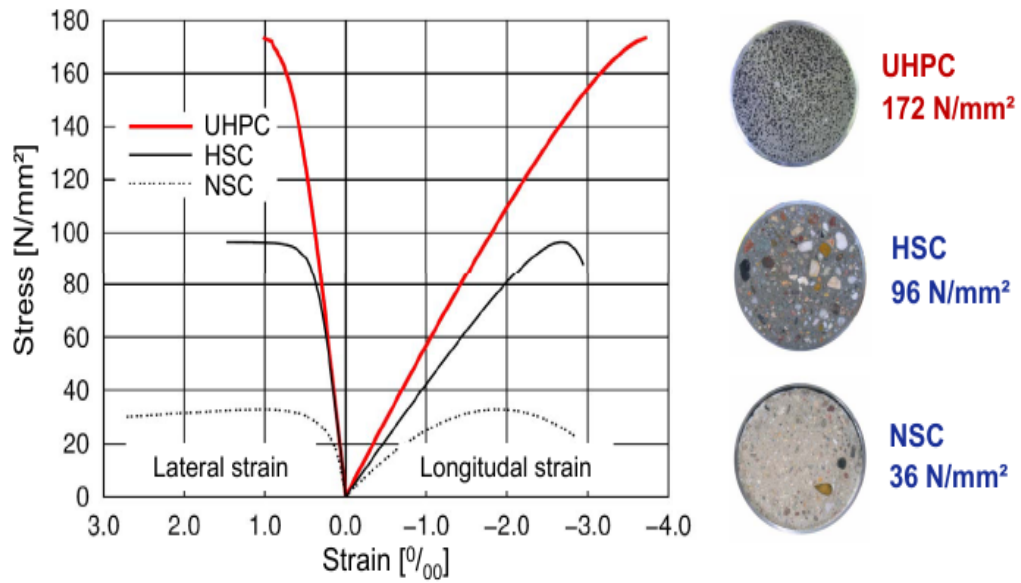 180
160
140
120
100
80
60
40
20
0
Stress [N/mm²]
UHPC
HSC
NSC
Lateral strain
Longitudal strain
3.0 2.0 1.0 0.0 −1.0 −2.0 −3.0 −4.0
Strain [⁰/₀₀]
UHPC
172 N/mm²
HSC
96 N/mm²
NSC
36 N/mm²